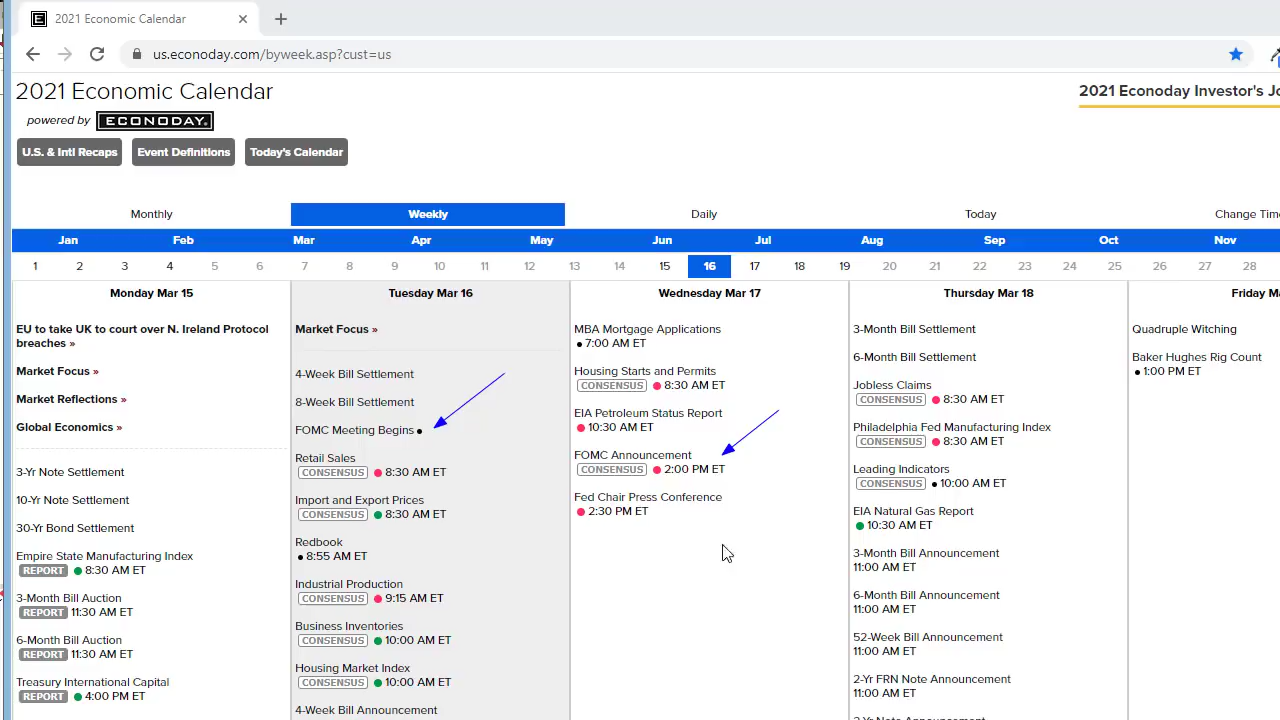 2021 Economic Calendar
us.econoday.com/byweek.asp?cust=us
2021 Economic Calendar
2021 Econoday Investor's Jo
powered by ECONODAY.
U.S. & Intl Recaps Event Definitions Today's Calendar
Monthly Weekly Daily Today Change Time
Jan Feb Mar Apr May Jun Jul Aug Sep Oct Nov
1 2 3 4 5 6 7 8 9 10 11 12 13 14 15 16 17 18 19 20 21 22 23 24 25 26 27 28
Monday Mar 15
EU to take UK to court over N. Ireland Protocol
breaches »
Market Focus »
Market Reflections »
Global Economics »
3-Yr Note Settlement
10-Yr Note Settlement
30-Yr Bond Settlement
Empire State Manufacturing Index
REPORT 8:30 AM ET
3-Month Bill Auction
REPORT 11:30 AM ET
6-Month Bill Auction
REPORT 11:30 AM ET
Treasury International Capital
REPORT 4:00 PM ET
Tuesday Mar 16
Market Focus »
4-Week Bill Settlement
8-Week Bill Settlement
FOMC Meeting Begins
Retail Sales
CONSENSUS 8:30 AM ET
Import and Export Prices
CONSENSUS 8:30 AM ET
Redbook
8:55 AM ET
Industrial Production
CONSENSUS 9:15 AM ET
Business Inventories
CONSENSUS 10:00 AM ET
Housing Market Index
CONSENSUS 10:00 AM ET
4-Week Bill Announcement
Wednesday Mar 17
MBA Mortgage Applications
7:00 AM ET
Housing Starts and Permits
CONSENSUS 8:30 AM ET
EIA Petroleum Status Report
10:30 AM ET
FOMC Announcement
CONSENSUS 2:00 PM ET
Fed Chair Press Conference
2:30 PM ET
Thursday Mar 18
3-Month Bill Settlement
6-Month Bill Settlement
Jobless Claims
CONSENSUS 8:30 AM ET
Philadelphia Fed Manufacturing Index
CONSENSUS 8:30 AM ET
Leading Indicators
CONSENSUS 10:00 AM ET
EIA Natural Gas Report
10:30 AM ET
3-Month Bill Announcement
11:00 AM ET
6-Month Bill Announcement
11:00 AM ET
52-Week Bill Announcement
11:00 AM ET
2-Yr FRN Note Announcement
11:00 AM ET
Friday M
Quadruple Witching
Baker Hughes Rig Count
1:00 PM ET